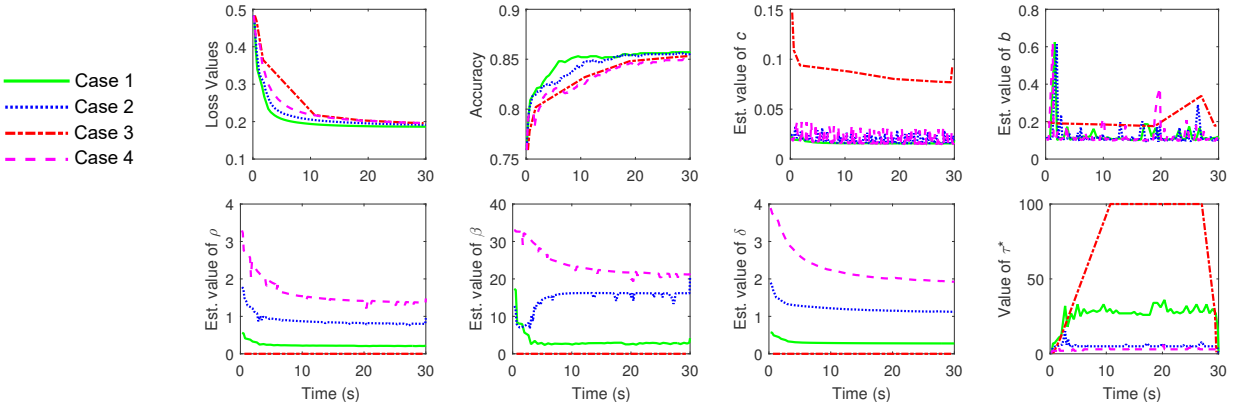 Case 1
Case 2
Case 3
Case 4
Loss Values
0.5
0.4
0.3
0.2
0.1
0 10 20 30
Accuracy
0.9
0.85
0.8
0.75
0 10 20 30
Est. value of c
0.15
0.1
0.05
0
0 10 20 30
Est. value of b
0.8
0.6
0.4
0.2
0
0 10 20 30
Est. value of ρ
4
3
2
1
0
0 10 20 30
Time (s)
Est. value of β
40
30
20
10
0
0 10 20 30
Time (s)
Est. value of δ
4
3
2
1
0
0 10 20 30
Time (s)
Value of τ*
100
50
0
0 10 20 30
Time (s)